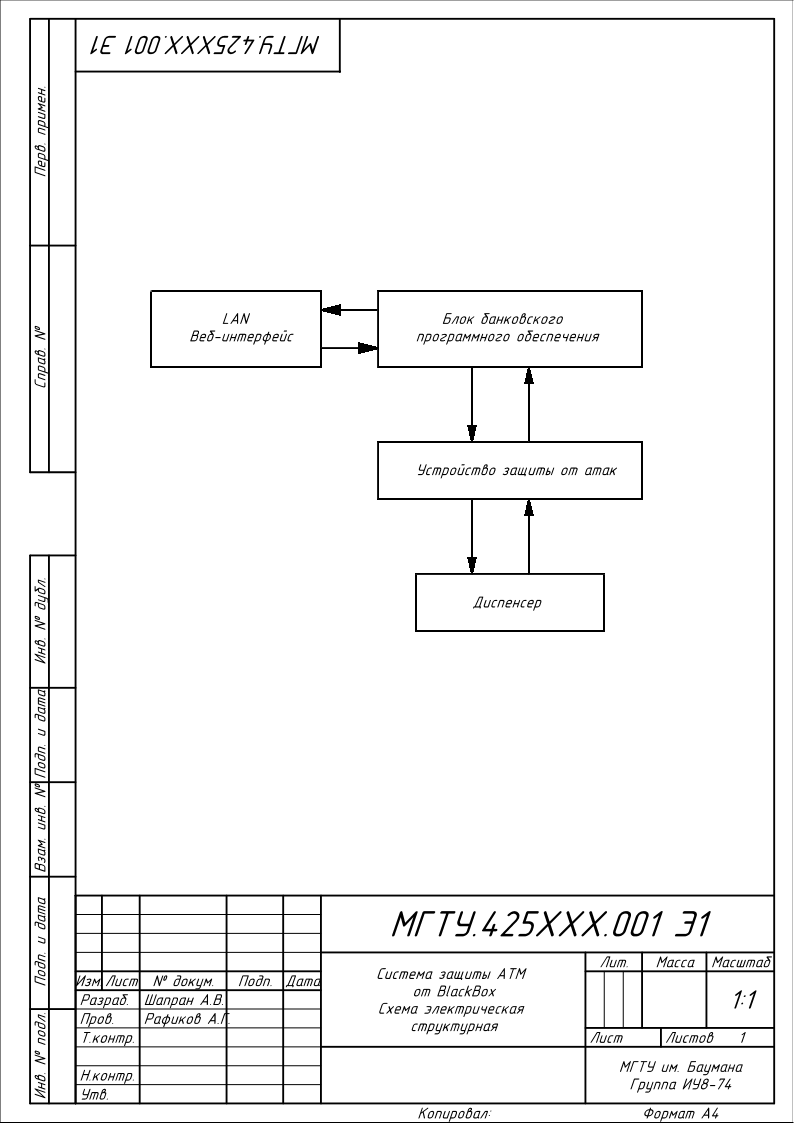 МГТУ.425XXX.001 Э1
Перв. примен.
Справ. №
LAN
Веб-интерфейс
Блок банковского
программного обеспечения
Устройство защиты от атак
Диспенсер
Инв. № дубл.
Подп. и дата
Взам. инв. №
Подп. и дата
Инв. № подл.
МГТУ.425XXX.001 Э1
Изм Лист № докум. Подп. Дата
Разраб. Шапран А.В.
Пров. Рафиков А.Г.
Т.контр.
Н.контр.
Утв.
Система защиты АТМ
от BlackBox
Схема электрическая
структурная
Лит. Масса Масштаб
1:1
Лист Листов 1
МГТУ им. Баумана
Группа ИУ8-74
Копировал: Формат А4